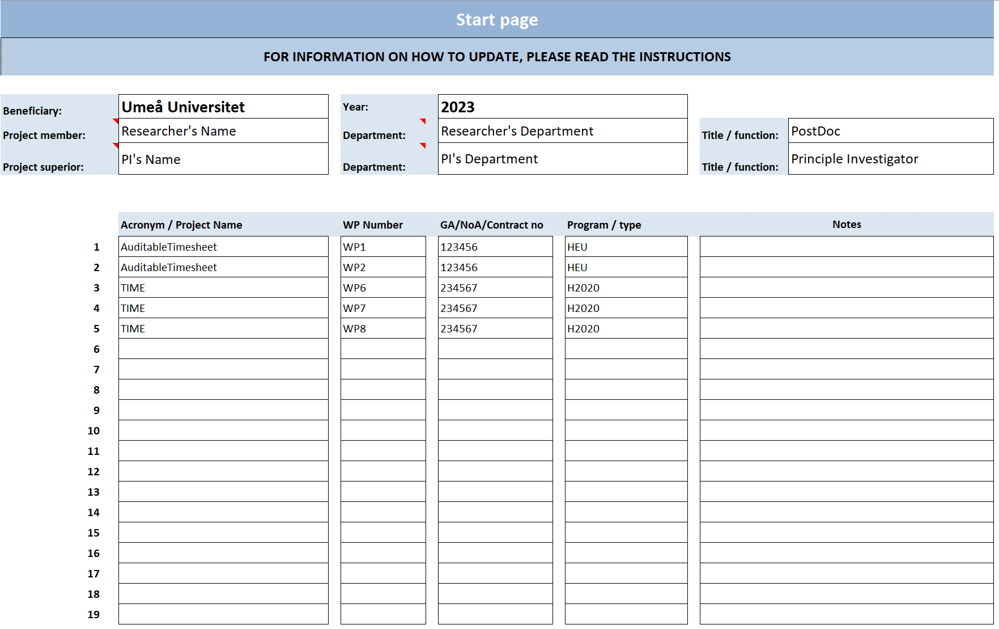 Start page
FOR INFORMATION ON HOW TO UPDATE, PLEASE READ THE INSTRUCTIONS
Beneficiary: Umeå Universitet Year: 2023
Project member: Researcher's Name Department: Researcher's Department Title / function: PostDoc
Project superior: PI's Name Department: PI's Department Title / function: Principle Investigator
Acronym / Project Name WP Number GA/NoA/Contract no Program / type Notes
1 AuditableTimesheet WP1 123456 HEU
2 AuditableTimesheet WP2 123456 HEU
3 TIME WP6 234567 H2020
4 TIME WP7 234567 H2020
5 TIME WP8 234567 H2020
6
7
8
9
10
11
12
13
14
15
16
17
18
19